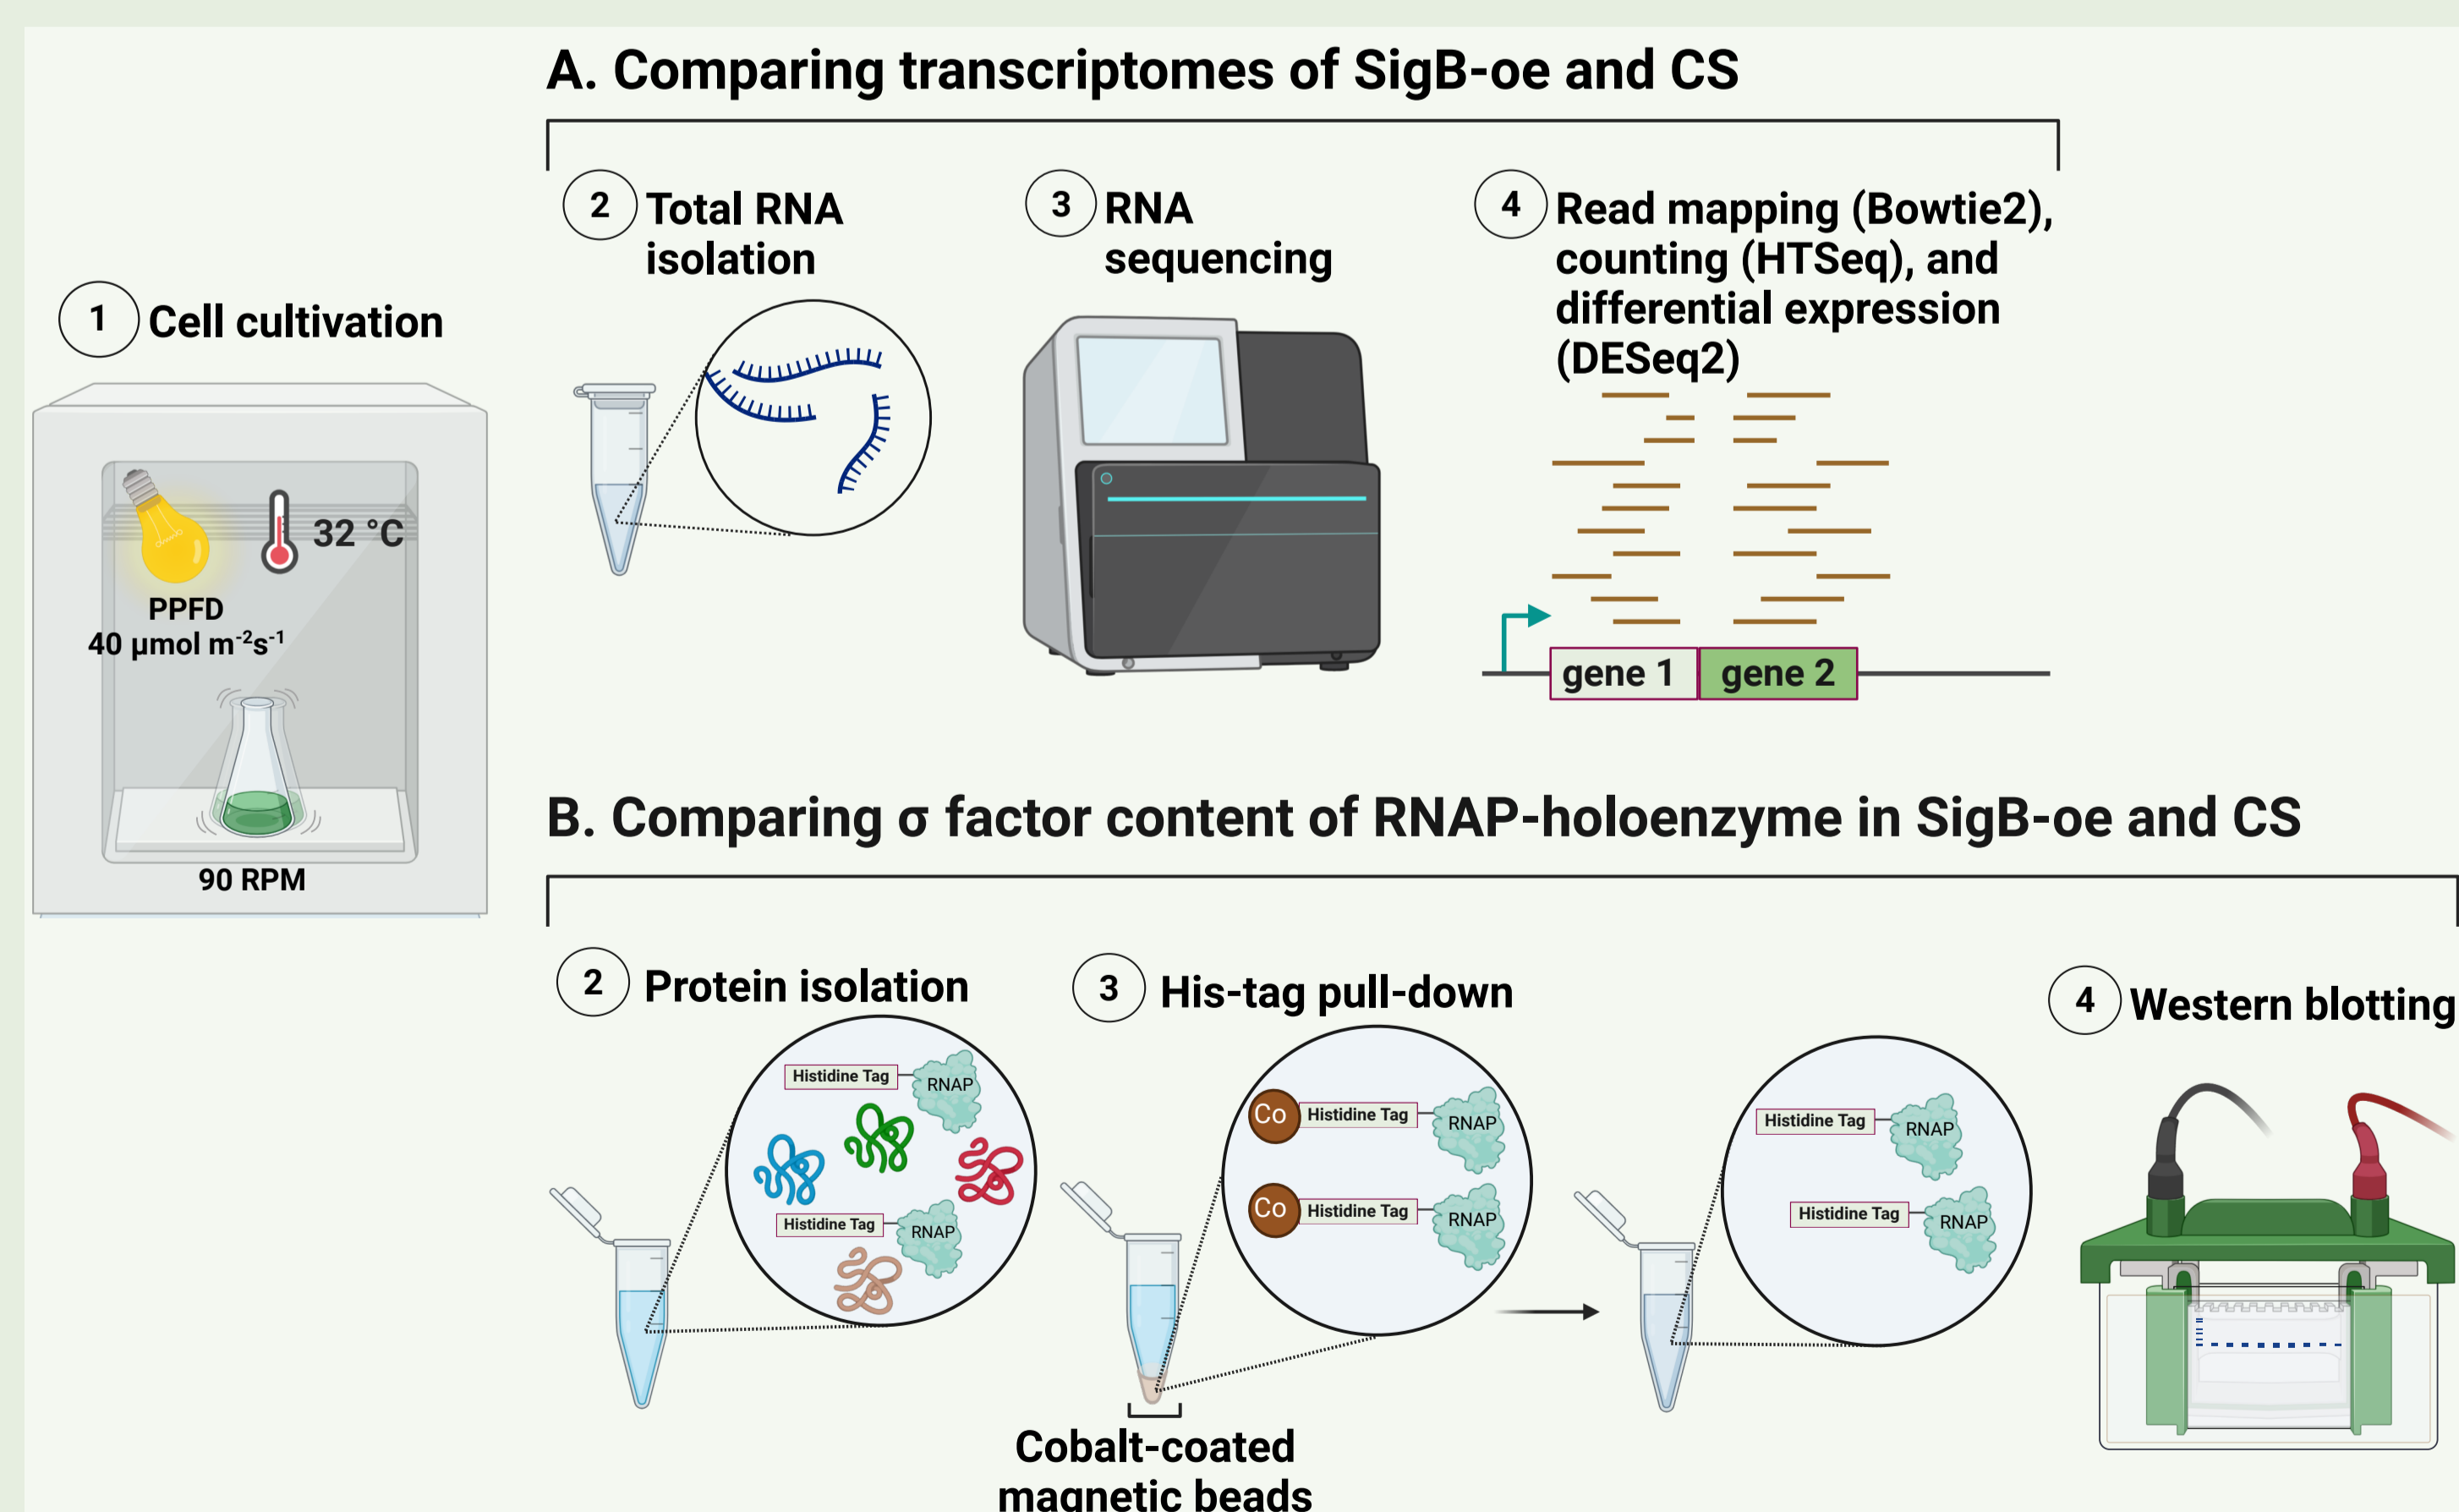 A. Comparing transcriptomes of SigB-oe and CS
1 Cell cultivation
32 °C
PPFD
40 µmol m⁻²s⁻¹
90 RPM
2 Total RNA
isolation
3 RNA
sequencing
4 Read mapping (Bowtie2),
counting (HTSeq), and
differential expression
(DESeq2)
gene 1 gene 2
B. Comparing σ factor content of RNAP-holoenzyme in SigB-oe and CS
2 Protein isolation
Histidine Tag RNAP
Histidine Tag RNAP
3 His-tag pull-down
Co Histidine Tag RNAP
Co Histidine Tag RNAP
Cobalt-coated
magnetic beads
Histidine Tag RNAP
Histidine Tag RNAP
4 Western blotting